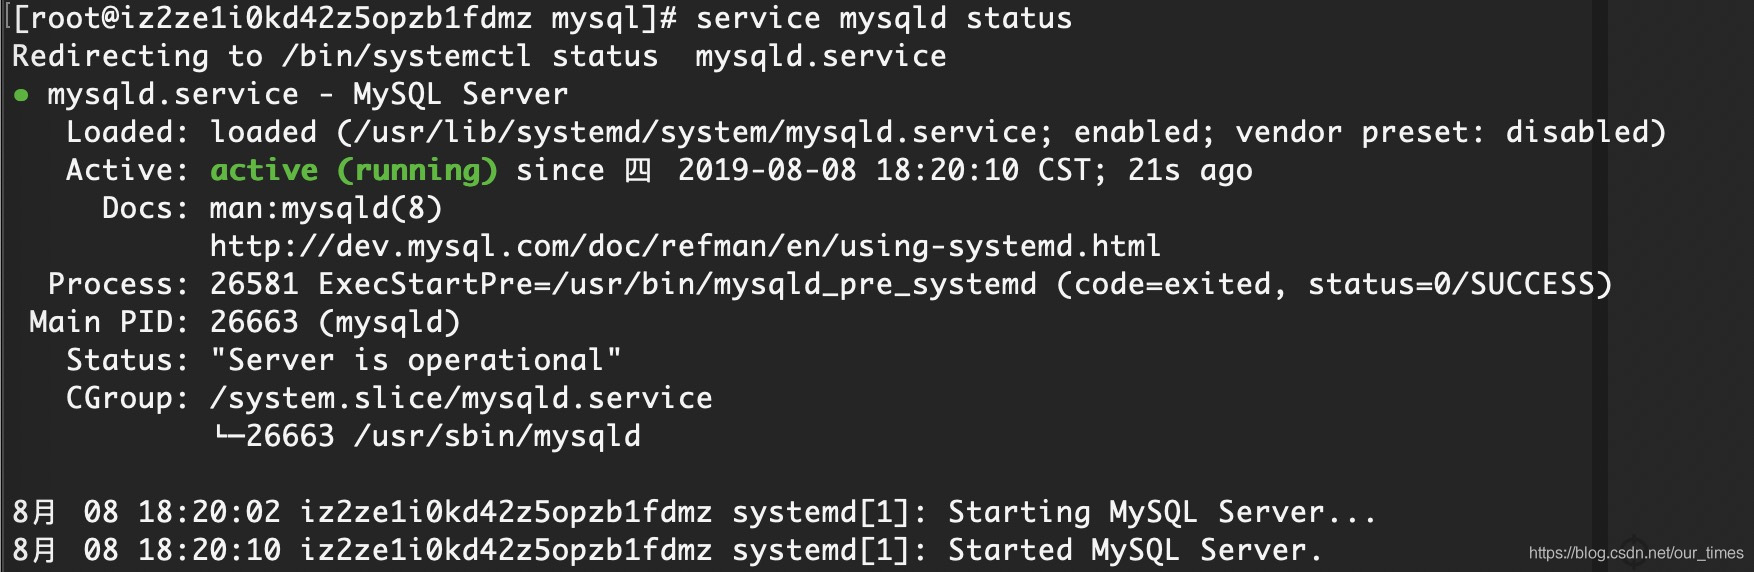 [root@iz2ze1i0kd42z5opzb1fdmz mysql]# service mysqld status
Redirecting to /bin/systemctl status  mysqld.service
● mysqld.service - MySQL Server
   Loaded: loaded (/usr/lib/systemd/system/mysqld.service; enabled; vendor preset: disabled)
   Active: active (running) since 四 2019-08-08 18:20:10 CST; 21s ago
     Docs: man:mysqld(8)
           http://dev.mysql.com/doc/refman/en/using-systemd.html
  Process: 26581 ExecStartPre=/usr/bin/mysqld_pre_systemd (code=exited, status=0/SUCCESS)
 Main PID: 26663 (mysqld)
   Status: "Server is operational"
   CGroup: /system.slice/mysqld.service
           └─26663 /usr/sbin/mysqld

8月 08 18:20:02 iz2ze1i0kd42z5opzb1fdmz systemd[1]: Starting MySQL Server...
8月 08 18:20:10 iz2ze1i0kd42z5opzb1fdmz systemd[1]: Started MySQL Server.
https://blog.csdn.net/our_times